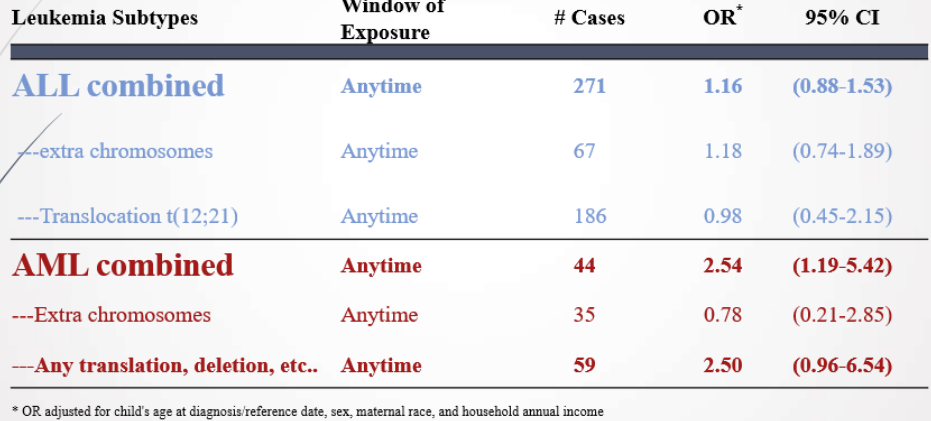 Leukemia Subtypes Window of Exposure # Cases OR* 95% CI
ALL combined Anytime 271 1.16 (0.88-1.53)
---extra chromosomes Anytime 67 1.18 (0.74-1.89)
---Translocation t(12;21) Anytime 186 0.98 (0.45-2.15)
AML combined Anytime 44 2.54 (1.19-5.42)
---Extra chromosomes Anytime 35 0.78 (0.21-2.85)
---Any translation, deletion, etc.. Anytime 59 2.50 (0.96-6.54)
* OR adjusted for child's age at diagnosis/reference date, sex, maternal race, and household annual income